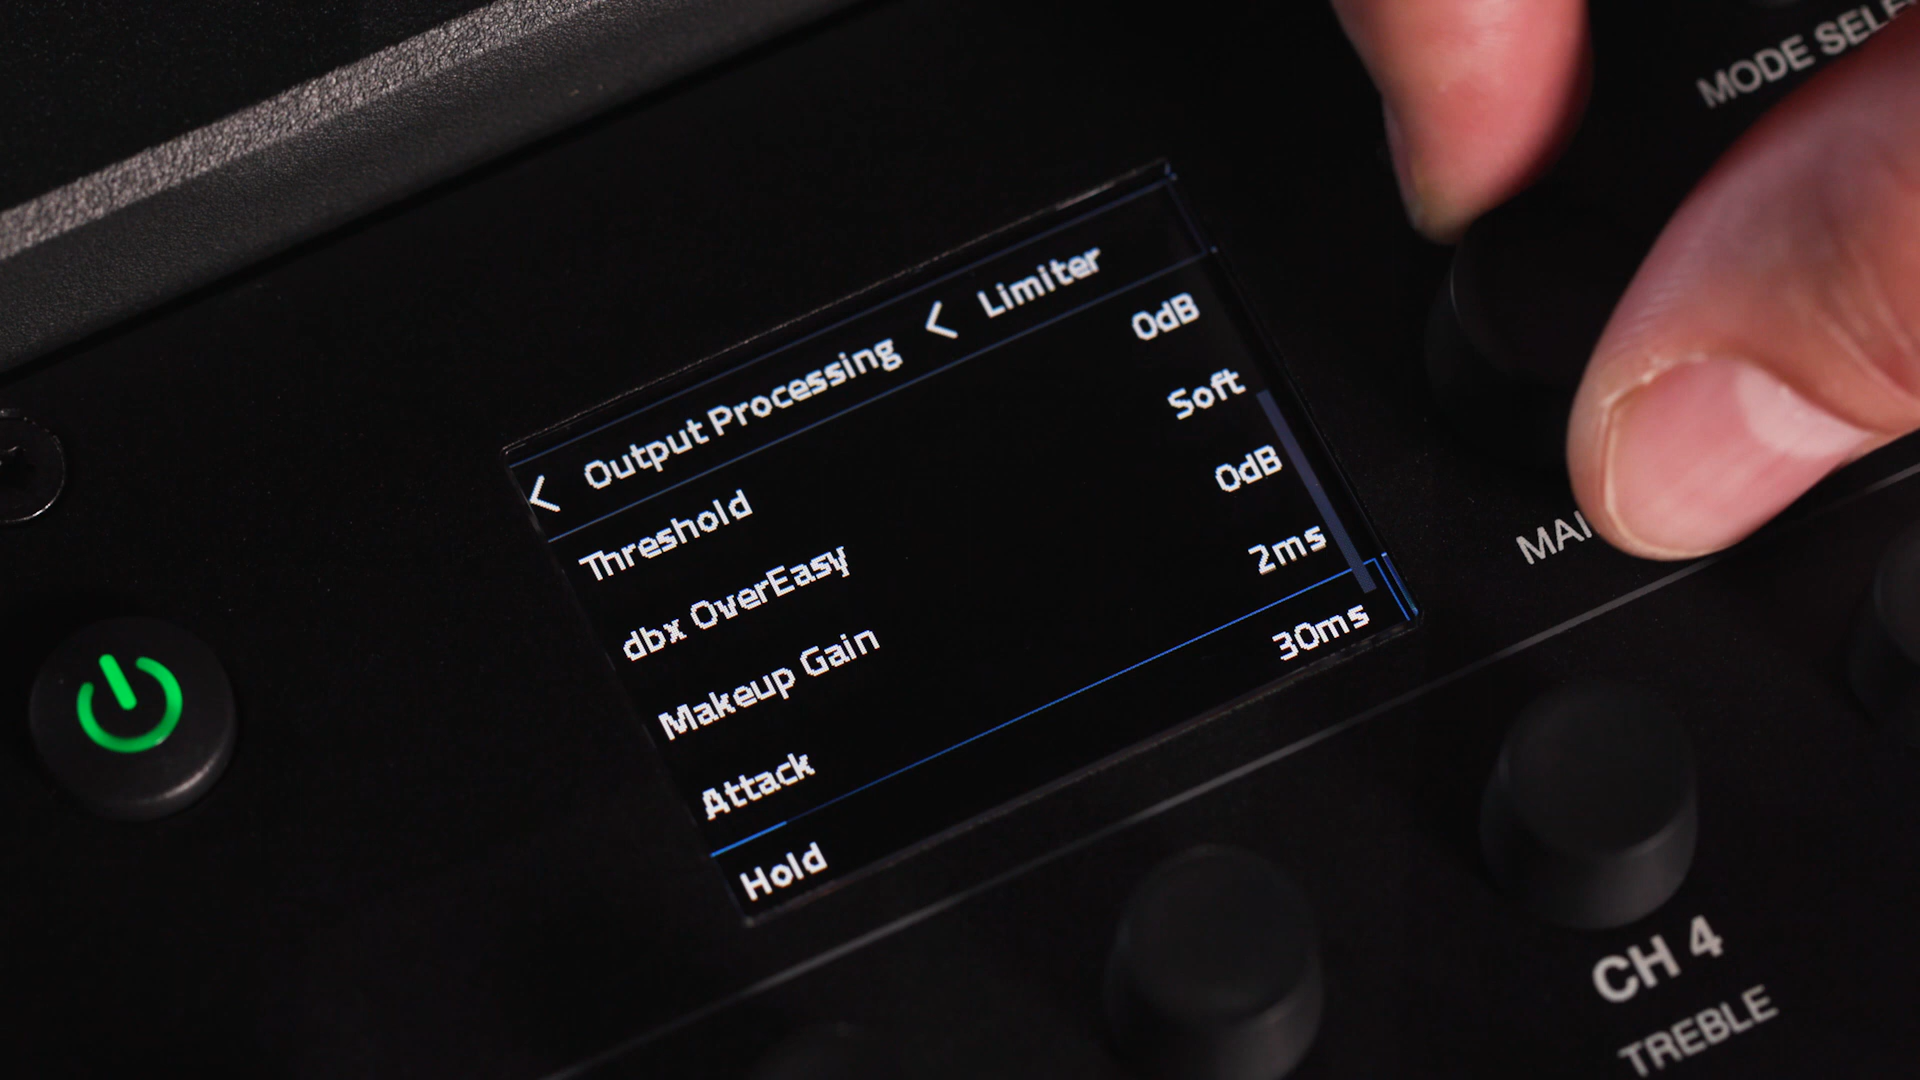 MODE SELE
< Output Processing < Limiter
Threshold 0dB
dbx OverEasy Soft
Makeup Gain 0dB
Attack 2ms
Hold 30ms
MAI
CH 4
TREBLE